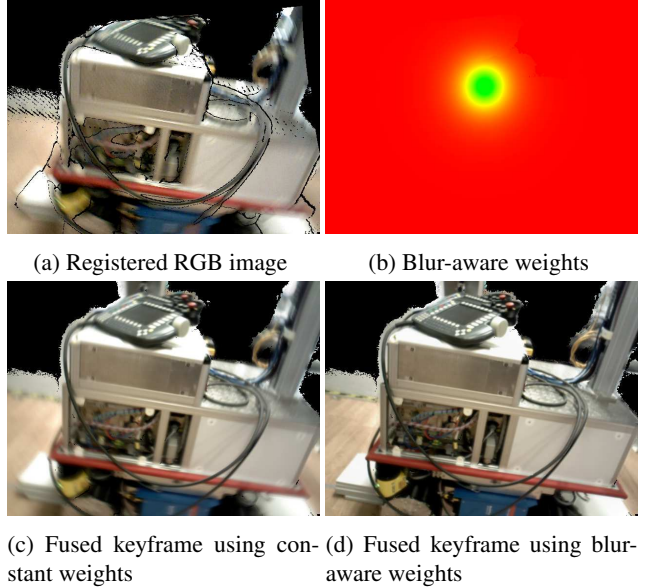 (a) Registered RGB image
(b) Blur-aware weights
(c) Fused keyframe using con-
stant weights
(d) Fused keyframe using blur-
aware weights